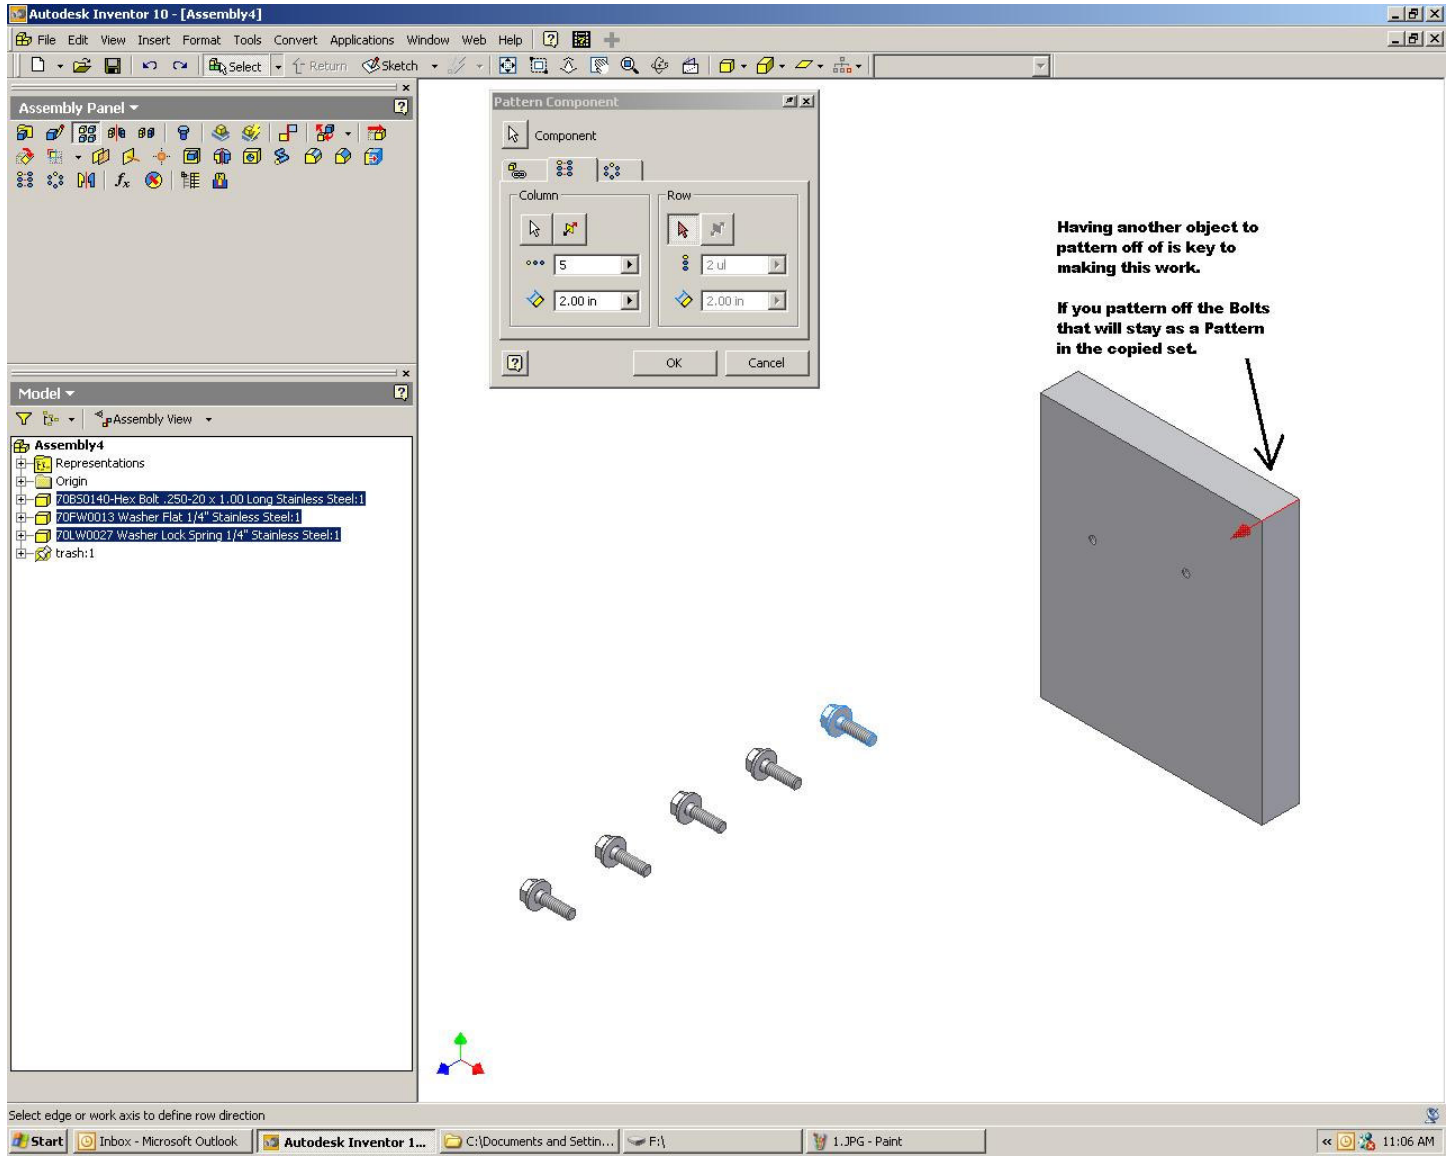 Autodesk Inventor 10 - [Assembly4]
File Edit View Insert Format Tools Convert Applications Window Web Help
Select Return Sketch
Assembly Panel
Pattern Component
Component
Column Row
5 2 ul
2.00 in 2.00 in
OK Cancel
Having another object to
pattern off of is key to
making this work.
If you pattern off the Bolts
that will stay as a Pattern
in the copied set.
Model
Assembly View
Assembly4
Representations
Origin
70BS0140-Hex Bolt .250-20 x 1.00 Long Stainless Steel:1
70FW0013 Washer Flat 1/4" Stainless Steel:1
70LW0027 Washer Lock Spring 1/4" Stainless Steel:1
trash:1
Select edge or work axis to define row direction
Start Inbox - Microsoft Outlook Autodesk Inventor 1... C:\Documents and Settin... F:\ 1.JPG - Paint 11:06 AM